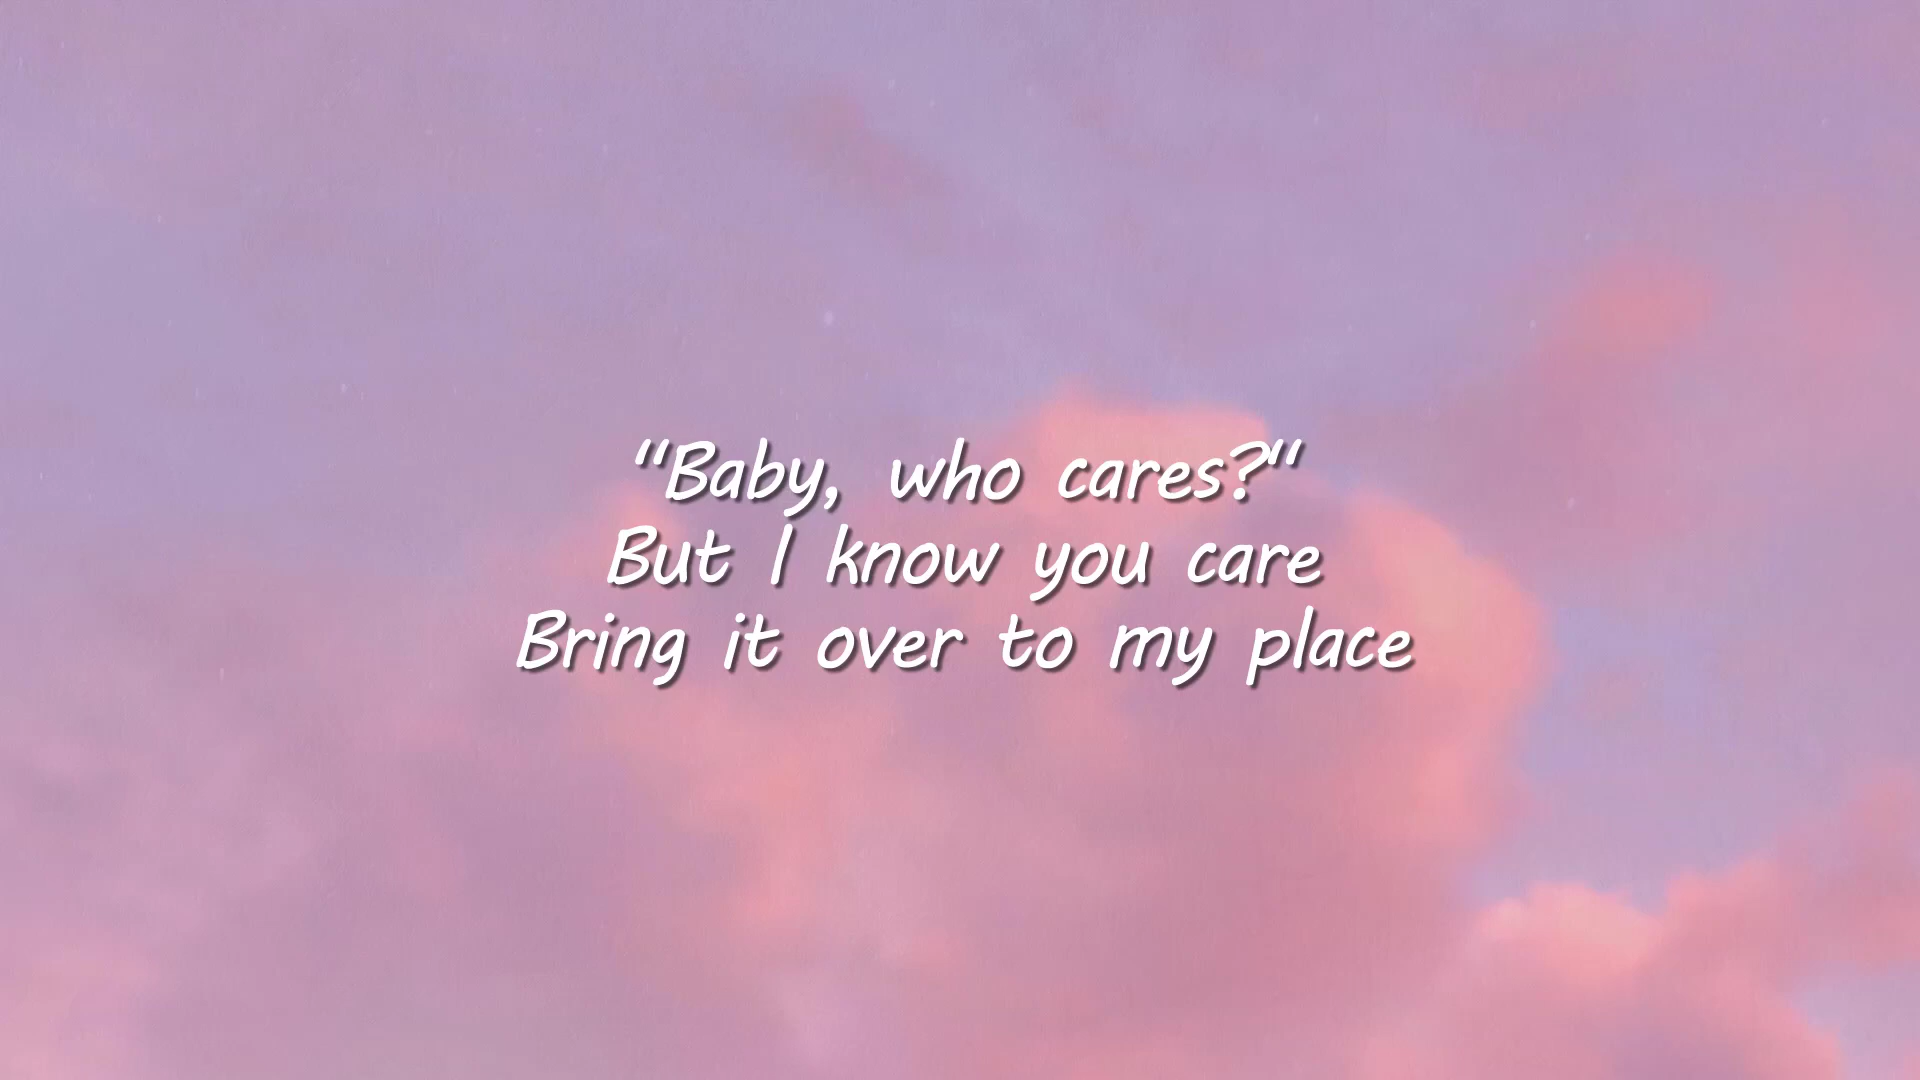 “Baby, who cares?“
But I know you care
Bring it over to my place